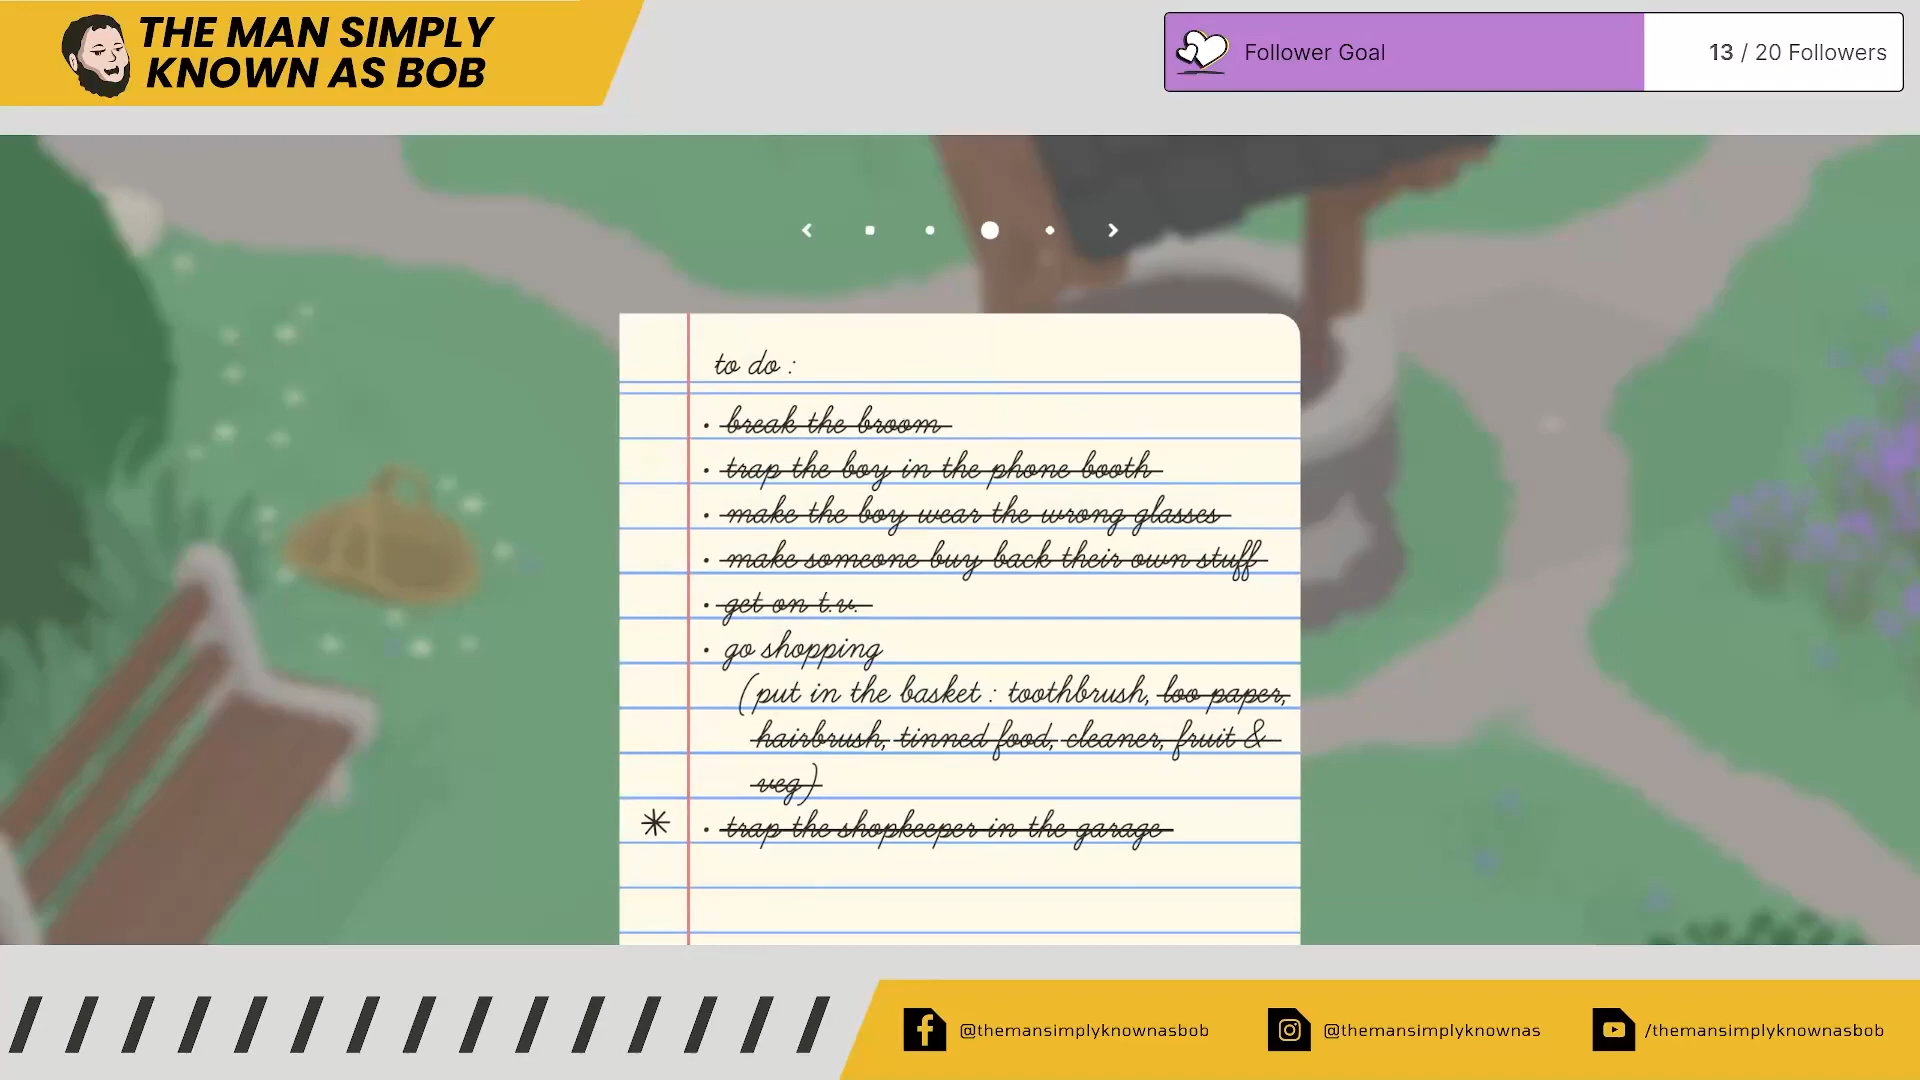 THE MAN SIMPLY
KNOWN AS BOB
Follower Goal
13 / 20 Followers
to do :
• break the broom
• trap the boy in the phone booth
• make the boy wear the wrong glasses
• make someone buy back their own stuff
• get on t.v.
• go shopping
(put in the basket : toothbrush, loo paper,
hairbrush, tinned food, cleaner, fruit &
veg)
• trap the shopkeeper in the garage
@themansimplyknownasbob
@themansimplyknownas
/themansimplyknownasbob